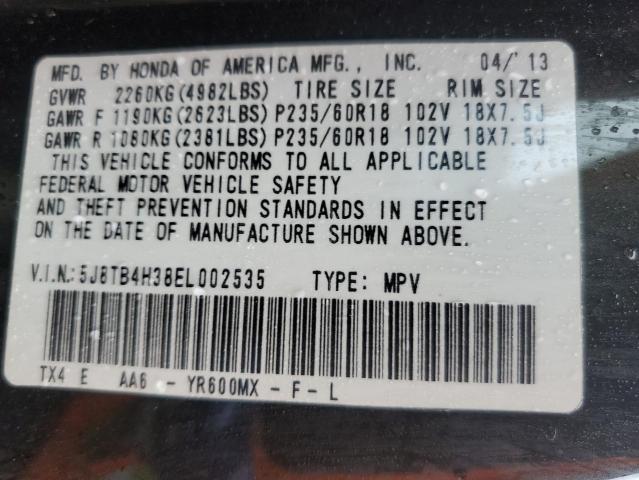 MFD. BY HONDA OF AMERICA MFG., INC. 04/'13
GVWR 2260KG(4982LBS) TIRE SIZE RIM SIZE
GAWR F 1190KG(2623LBS) P235/60R18 102V 18X7.5J
GAWR R 1080KG(2381LBS) P235/60R18 102V 18X7.5J
THIS VEHICLE CONFORMS TO ALL APPLICABLE
FEDERAL MOTOR VEHICLE SAFETY
AND THEFT PREVENTION STANDARDS IN EFFECT
ON THE DATE OF MANUFACTURE SHOWN ABOVE.
V.I.N.: 5J8TB4H38EL002535 TYPE: MPV
TX4 E AA6 - YR600MX - F - L